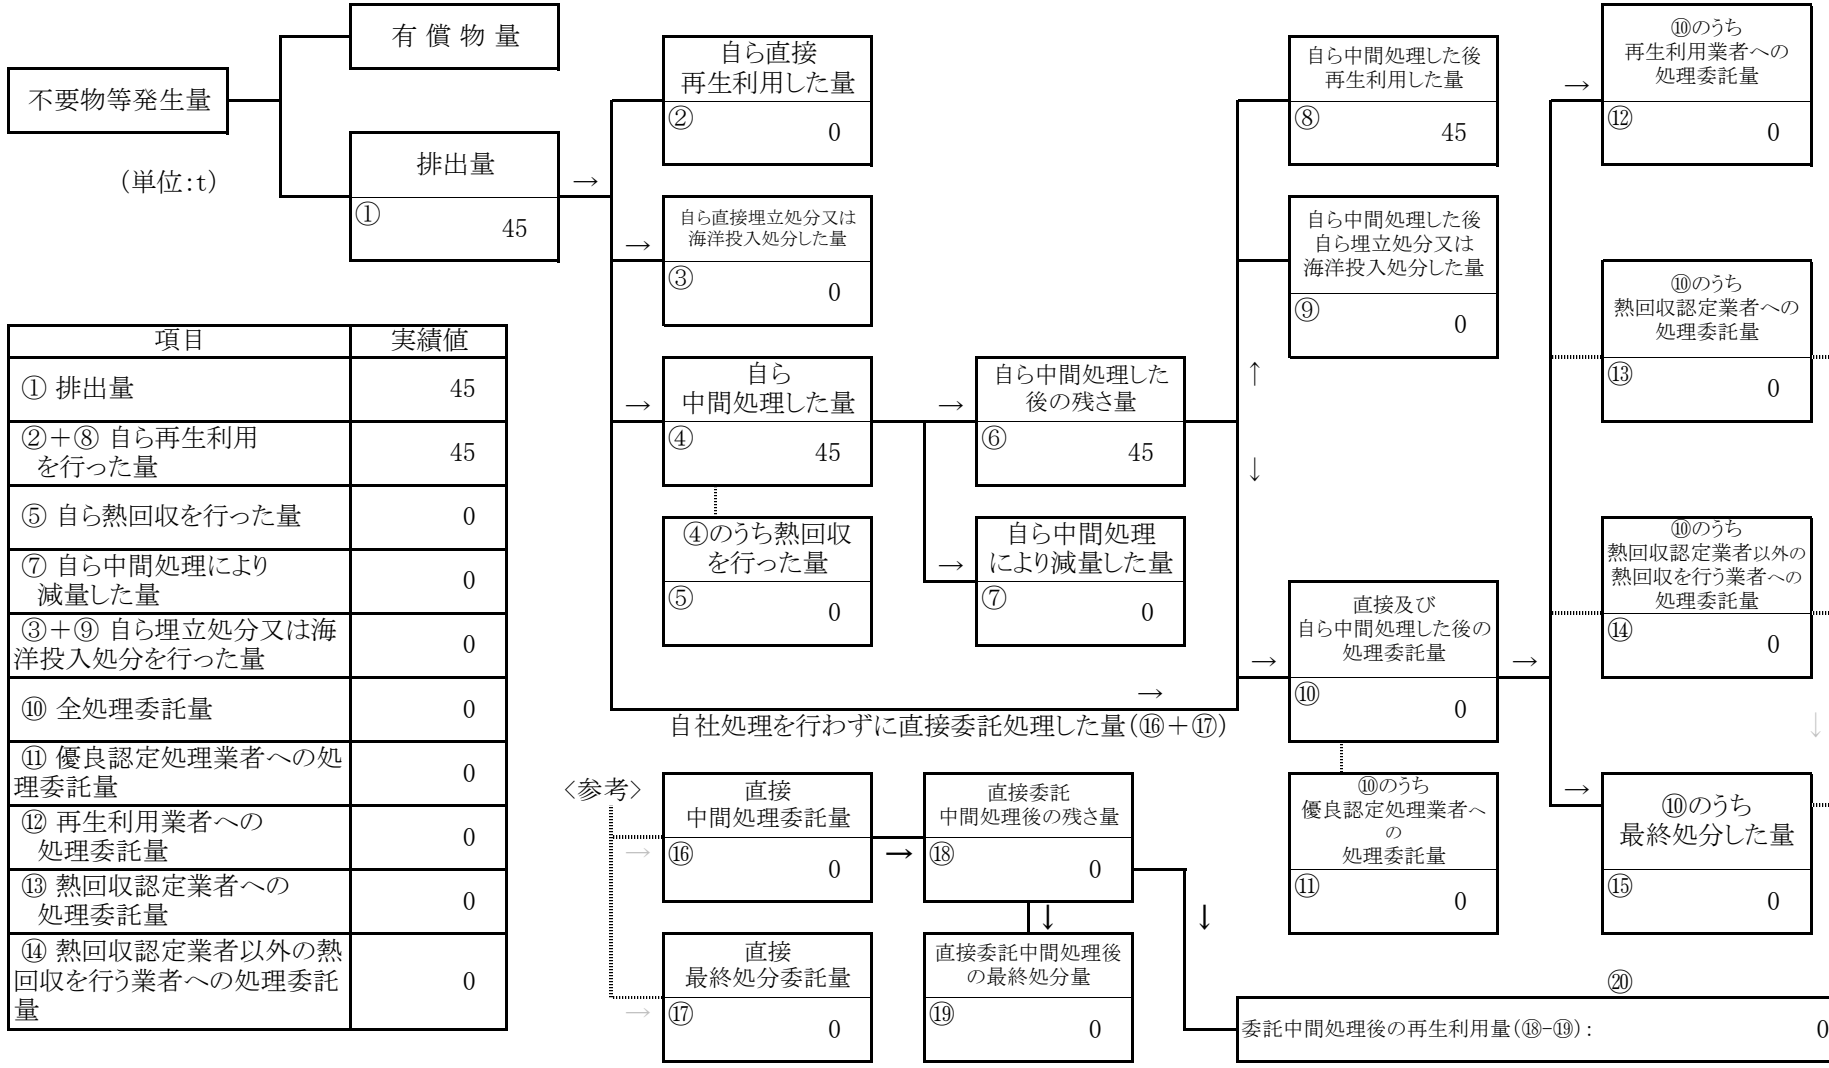 有 償 物 量
不要物等発生量
(単位:t)
排出量
①
45
→
自ら直接
再生利用した量
②
0
→
自ら直接埋立処分又は
海洋投入処分した量
③
0
→
自ら
中間処理した量
④
45
④のうち熱回収
を行った量
⑤
0
→
自ら中間処理した
後の残さ量
⑥
45
→
自ら中間処理
により減量した量
⑦
0
自ら中間処理した後
再生利用した量
⑧
45
自ら中間処理した後
自ら埋立処分又は
海洋投入処分した量
⑨
0
↑
↓
→
自社処理を行わずに直接委託処理した量(⑯+⑰)
→
直接及び
自ら中間処理した後の
処理委託量
⑩
0
→
⑩のうち
優良認定処理業者へ
の
処理委託量
⑪
0
→
⑩のうち
再生利用業者への
処理委託量
⑫
0
⑩のうち
熱回収認定業者への
処理委託量
⑬
0
⑩のうち
熱回収認定業者以外の
熱回収を行う業者への
処理委託量
⑭
0
↓
→
⑩のうち
最終処分した量
⑮
0
項目 実績値
① 排出量 45
②+⑧ 自ら再生利用
を行った量 45
⑤ 自ら熱回収を行った量 0
⑦ 自ら中間処理により
減量した量 0
③+⑨ 自ら埋立処分又は海
洋投入処分を行った量 0
⑩ 全処理委託量 0
⑪ 優良認定処理業者への処
理委託量 0
⑫ 再生利用業者への
処理委託量 0
⑬ 熱回収認定業者への
処理委託量 0
⑭ 熱回収認定業者以外の熱
回収を行う業者への処理委託
量 0
<参考>
→
直接
中間処理委託量
⑯
0
→
直接委託
中間処理後の残さ量
⑱
0
↓
↓
→
直接
最終処分委託量
⑰
0
直接委託中間処理後
の最終処分量
⑲
0
⑳
委託中間処理後の再生利用量(⑱-⑲): 0